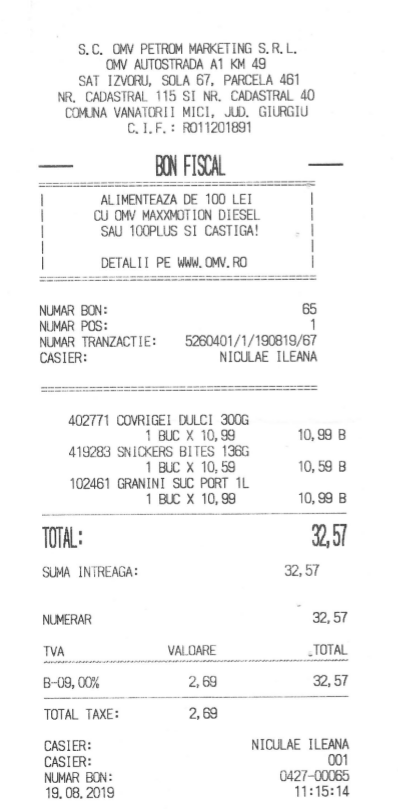 S.C. OMV PETROM MARKETING S.R.L.
OMV AUTOSTRADA A1 KM 49
SAT IZVORU, SOLA 67, PARCELA 461
NR. CADASTRAL 115 SI NR. CADASTRAL 40
COMUNA VANATORII MICI, JUD. GIURGIU
C.I.F.: RO11201891
BON FISCAL
ALIMENTEAZA DE 100 LEI
CU OMV MAXXMOTION DIESEL
SAU 100PLUS SI CASTIGA!
DETALII PE WWW.OMV.RO
NUMAR BON: 65
NUMAR POS: 1
NUMAR TRANZACTIE: 5260401/1/190819/67
CASIER: NICULAE ILEANA
402771 COVRIGEI DULCI 300G
1 BUC X 10,99 10,99 B
419283 SNICKERS BITES 136G
1 BUC X 10,59 10,59 B
102461 GRANINI SUC PORT 1L
1 BUC X 10,99 10,99 B
TOTAL: 32,57
SUMA INTREAGA: 32,57
NUMERAR 32,57
TVA VALOARE TOTAL
B-09,00% 2,69 32,57
TOTAL TAXE: 2,69
CASIER: NICULAE ILEANA
CASIER: 001
NUMAR BON: 0427-00065
19.08.2019 11:15:14